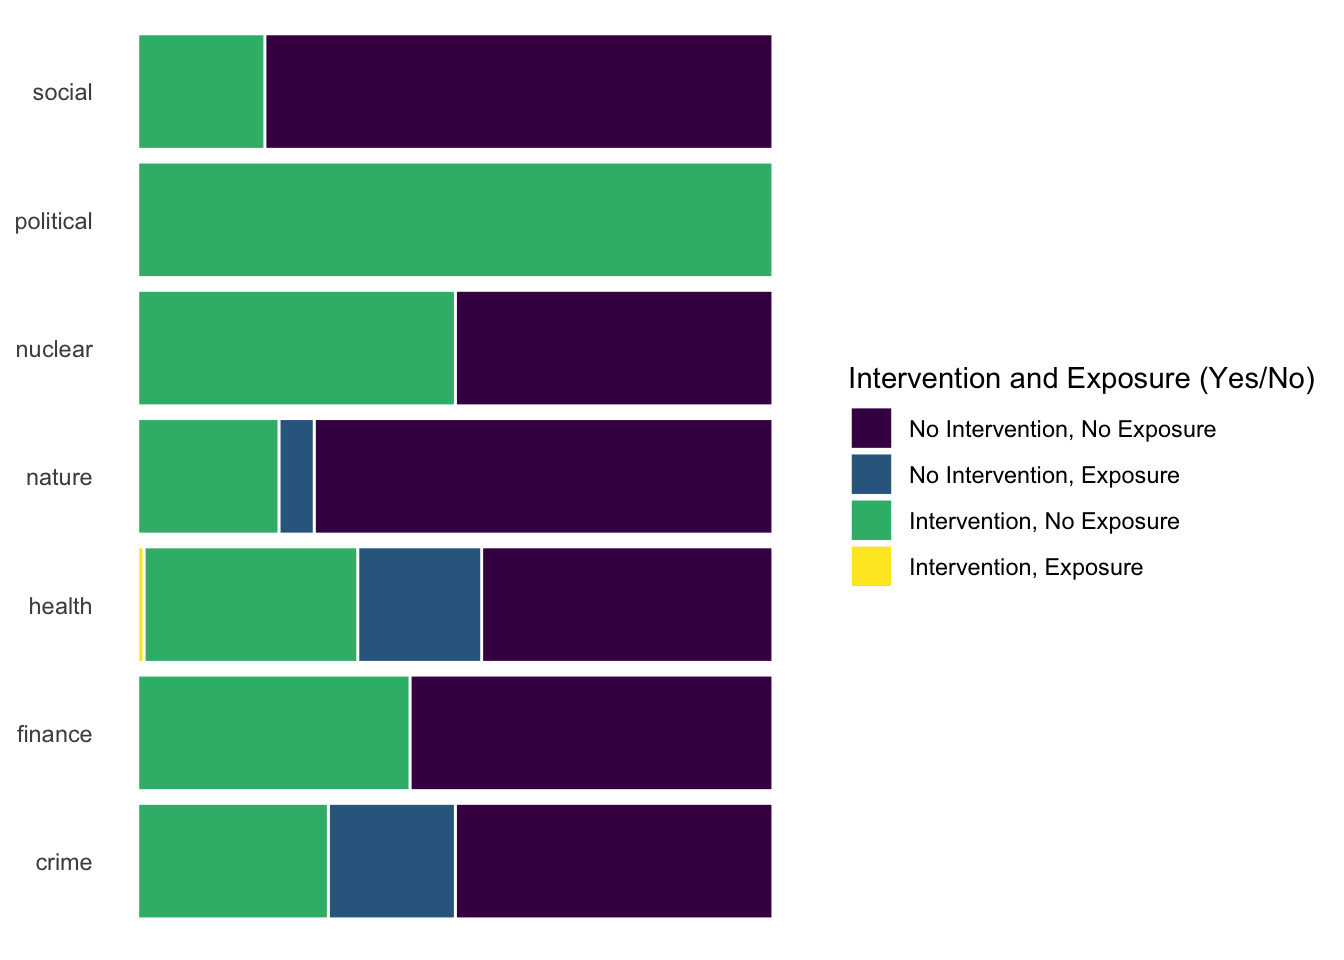 social
political
nuclear
nature
health
finance
crime
Intervention and Exposure (Yes/No)
No Intervention, No Exposure
No Intervention, Exposure
Intervention, No Exposure
Intervention, Exposure